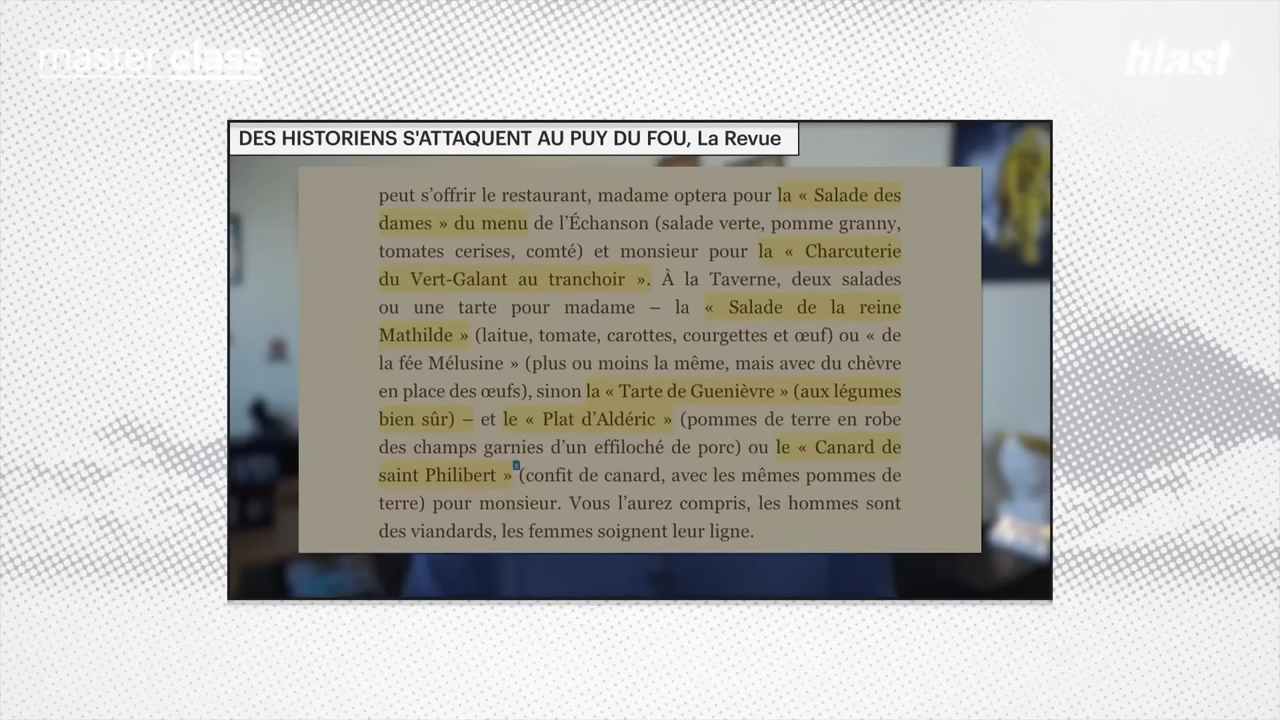 master class
blast
DES HISTORIENS S'ATTAQUENT AU PUY DU FOU, La Revue
peut s’offrir le restaurant, madame optera pour la « Salade des
dames » du menu de l’Échanson (salade verte, pomme granny,
tomates cerises, comté) et monsieur pour la « Charcuterie
du Vert-Galant au tranchoir ». À la Taverne, deux salades
ou une tarte pour madame – la « Salade de la reine
Mathilde » (laitue, tomate, carottes, courgettes et œuf) ou « de
la fée Mélusine » (plus ou moins la même, mais avec du chèvre
en place des œufs), sinon la « Tarte de Guenièvre » (aux légumes
bien sûr) – et le « Plat d’Aldéric » (pommes de terre en robe
des champs garnies d’un effiloché de porc) ou le « Canard de
saint Philibert » (confit de canard, avec les mêmes pommes de
terre) pour monsieur. Vous l’aurez compris, les hommes sont
des viandards, les femmes soignent leur ligne.